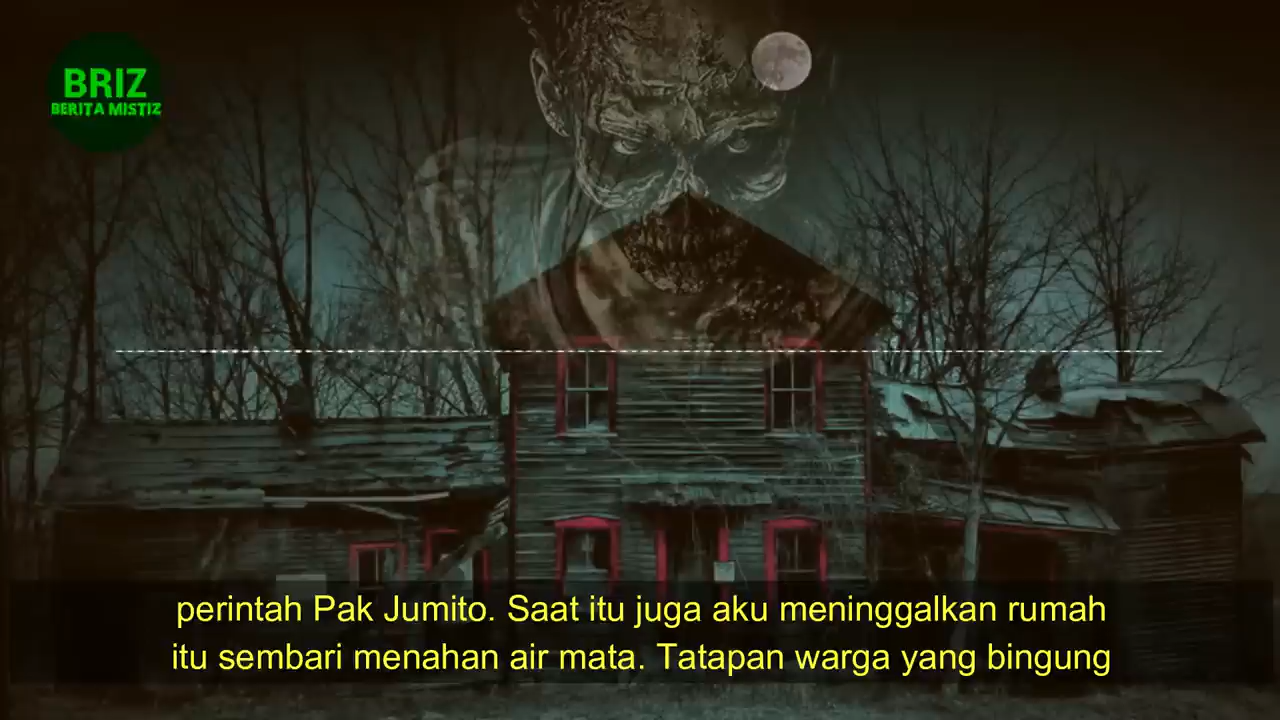 BRIZ
BERITA MISTIZ
perintah Pak Jumito. Saat itu juga aku meninggalkan rumah
itu sembari menahan air mata. Tatapan warga yang bingung